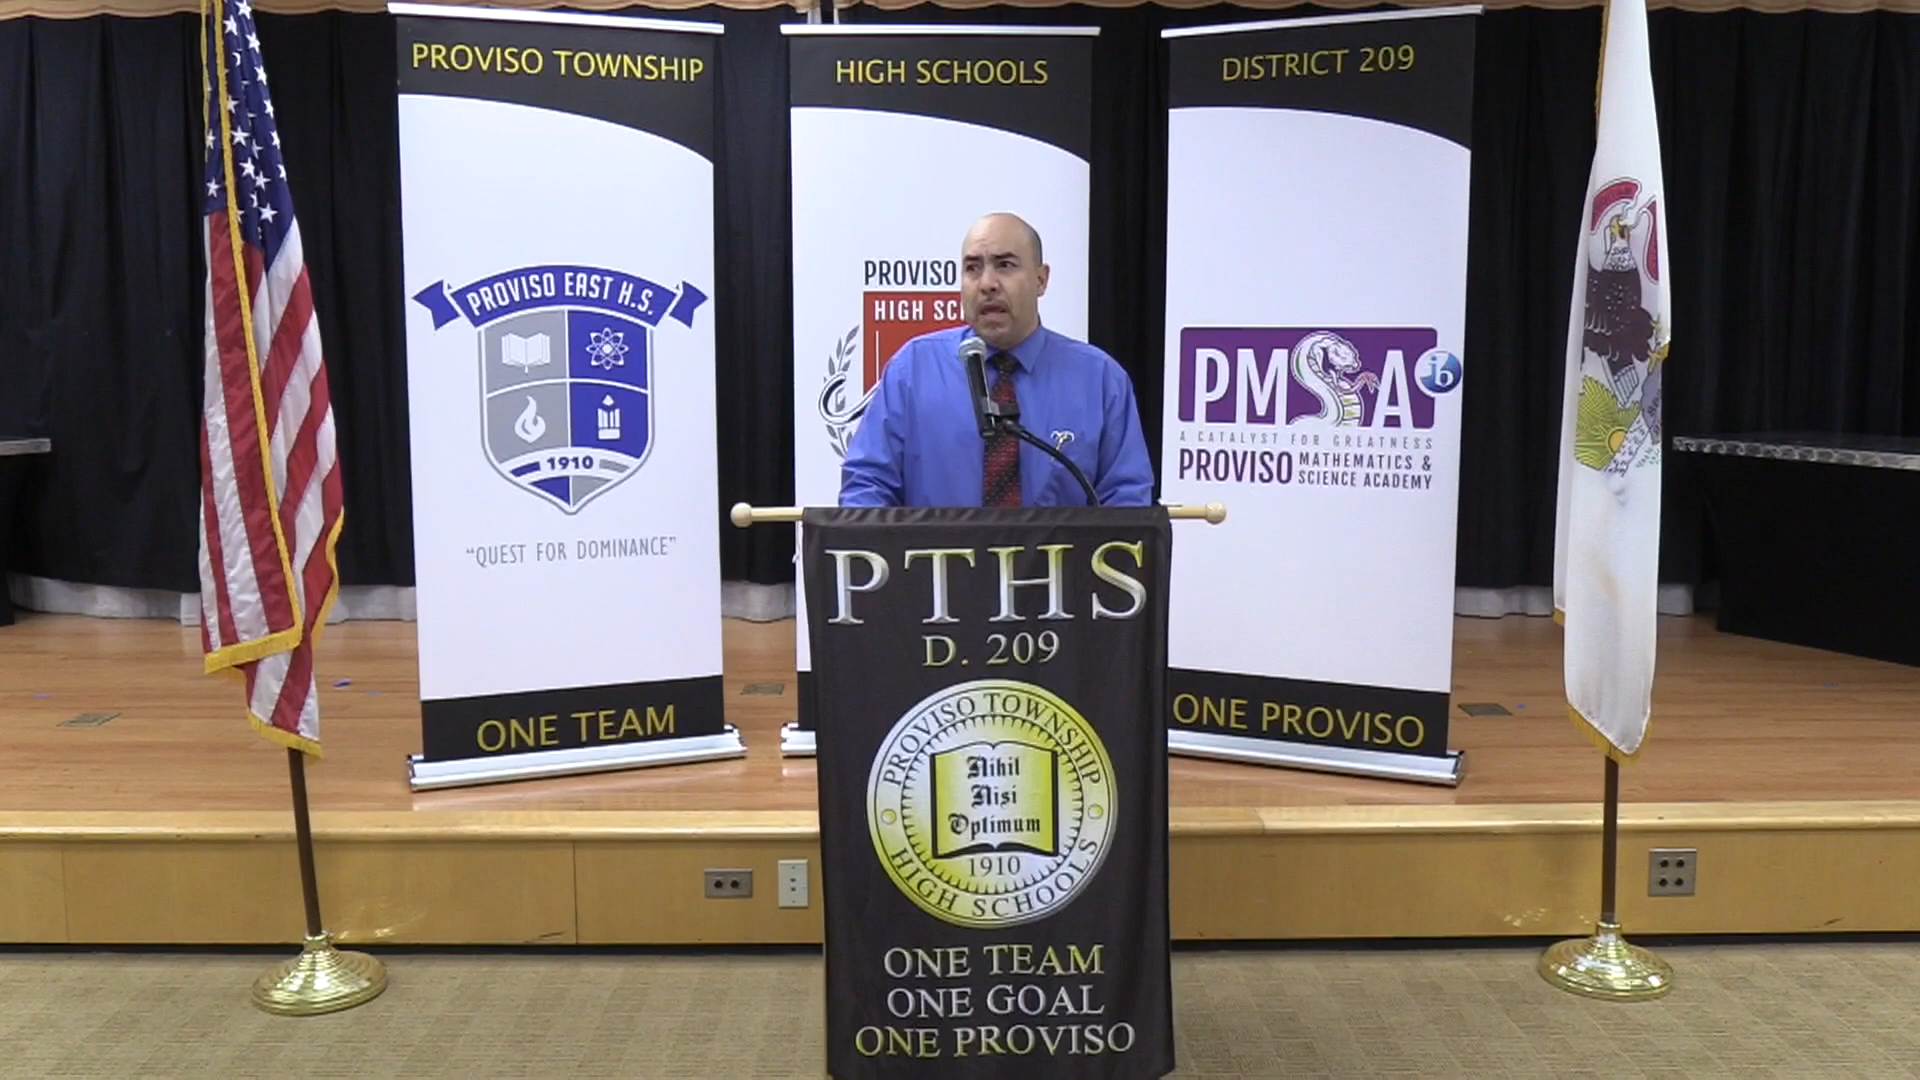 PROVISO TOWNSHIP
HIGH SCHOOLS
DISTRICT 209
PROVISO EAST H.S.
1910
"QUEST FOR DOMINANCE"
ONE TEAM
PROVISO
HIGH SC
PMSA
ib
A CATALYST FOR GREATNESS
PROVISO MATHEMATICS &
SCIENCE ACADEMY
ONE PROVISO
PTHS
D. 209
PROVISO TOWNSHIP
Nihil
Nisi
Optimum
1910
HIGH SCHOOLS
ONE TEAM
ONE GOAL
ONE PROVISO